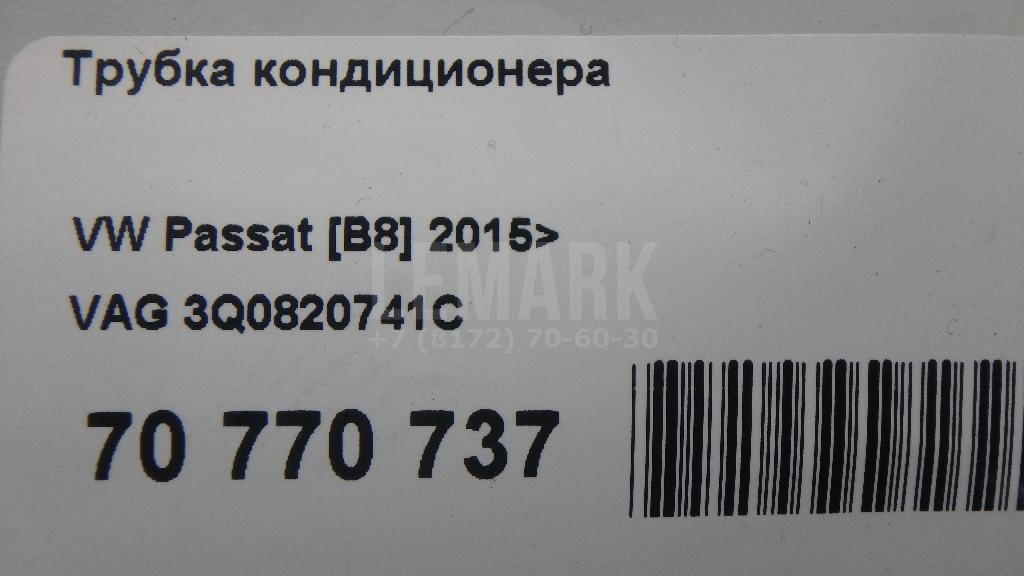 Трубка кондиционера
VW Passat [B8] 2015>
LEMARK
VAG 3Q0820741C
+7 (8172) 70-60-30
70 770 737